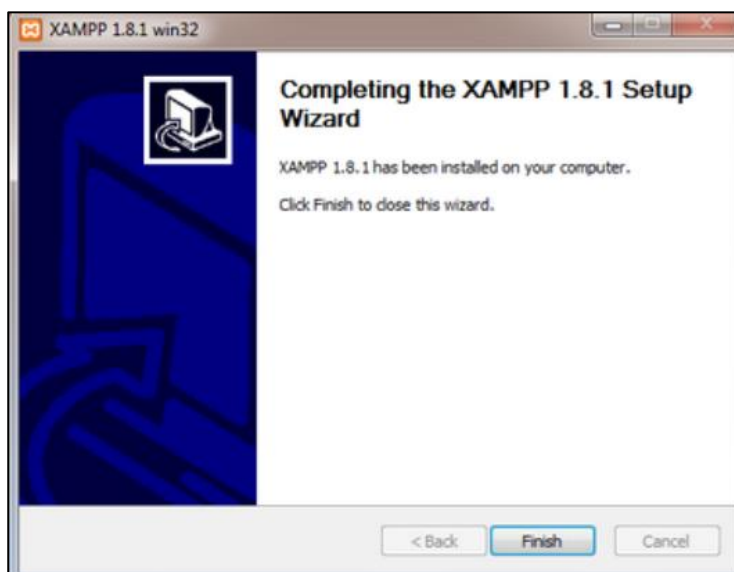 XAMPP 1.8.1 win32
Completing the XAMPP 1.8.1 Setup
Wizard
XAMPP 1.8.1 has been installed on your computer.
Click Finish to close this wizard.
< Back
Finish
Cancel